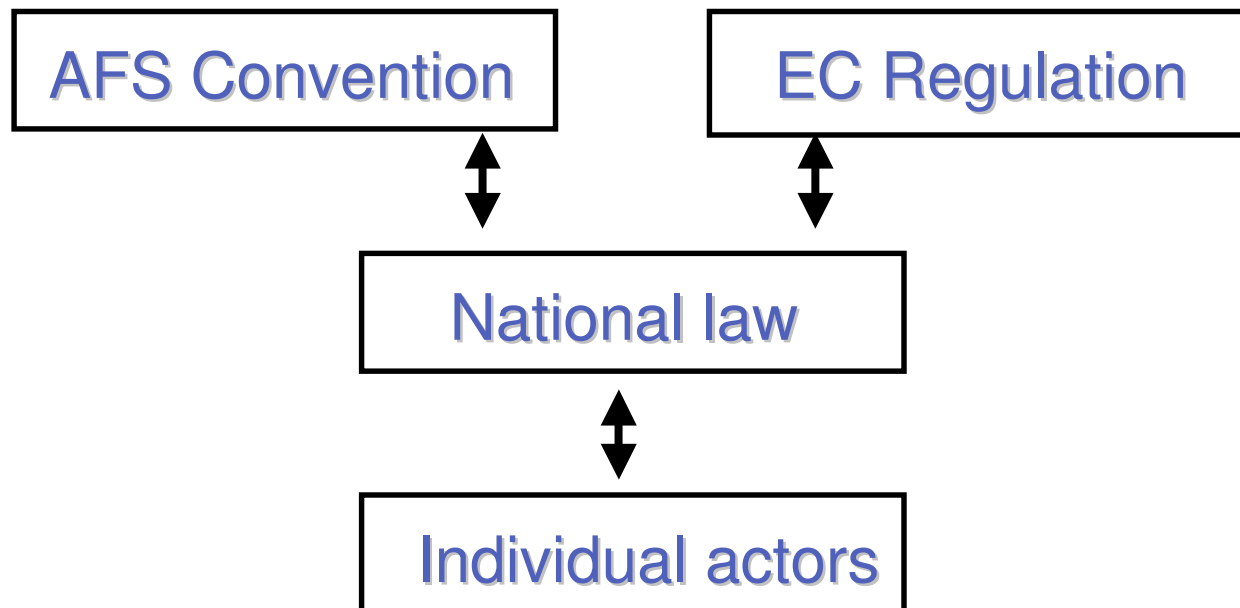 AFS Convention
EC Regulation
National law
Individual actors